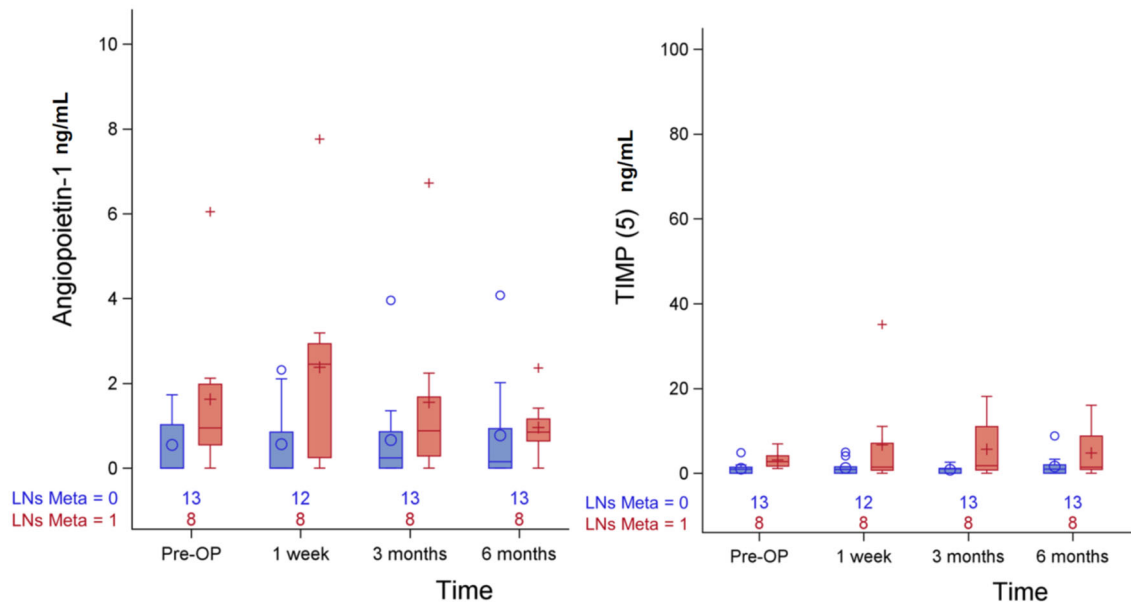 Angiopoietin-1 ng/mL
10
8
6
4
2
0
LNs Meta = 0 13 12 13 13
LNs Meta = 1 8 8 8 8
Pre-OP 1 week 3 months 6 months
Time
TIMP (5) ng/mL
100
80
60
40
20
0
LNs Meta = 0 13 12 13 13
LNs Meta = 1 8 8 8 8
Pre-OP 1 week 3 months 6 months
Time